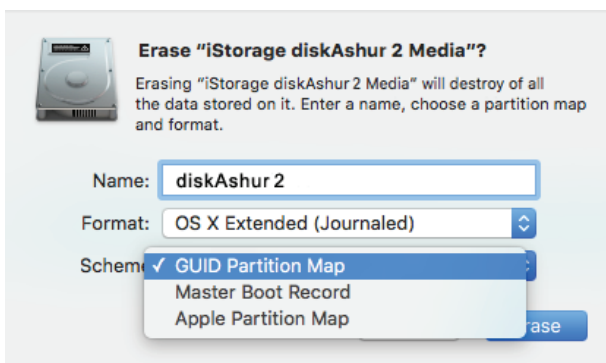 Erase “iStorage diskAshur 2 Media”?
Erasing “iStorage diskAshur 2 Media” will destroy of all
the data stored on it. Enter a name, choose a partition map
and format.
Name: diskAshur 2
Format: OS X Extended (Journaled)
Scheme ✓ GUID Partition Map
Master Boot Record
Apple Partition Map
rase